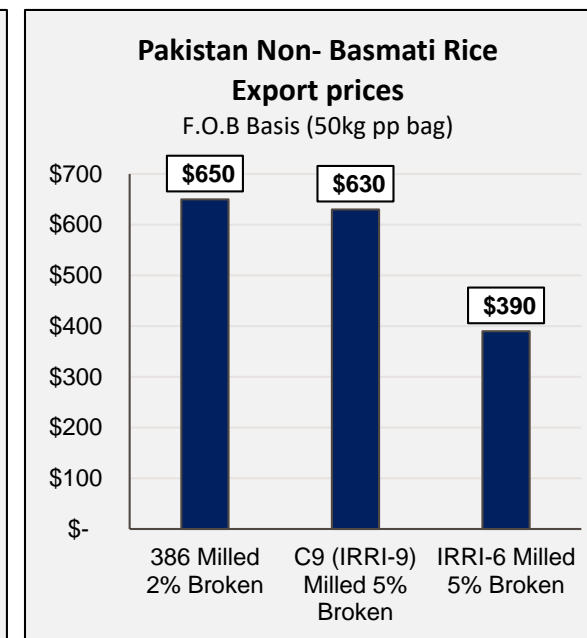 Pakistan Non- Basmati Rice
Export prices
F.O.B Basis (50kg pp bag)
$700
$600
$500
$400
$300
$200
$100
$-
$650
$630
$390
386 Milled
2% Broken
C9 (IRRI-9)
Milled 5%
Broken
IRRI-6 Milled
5% Broken